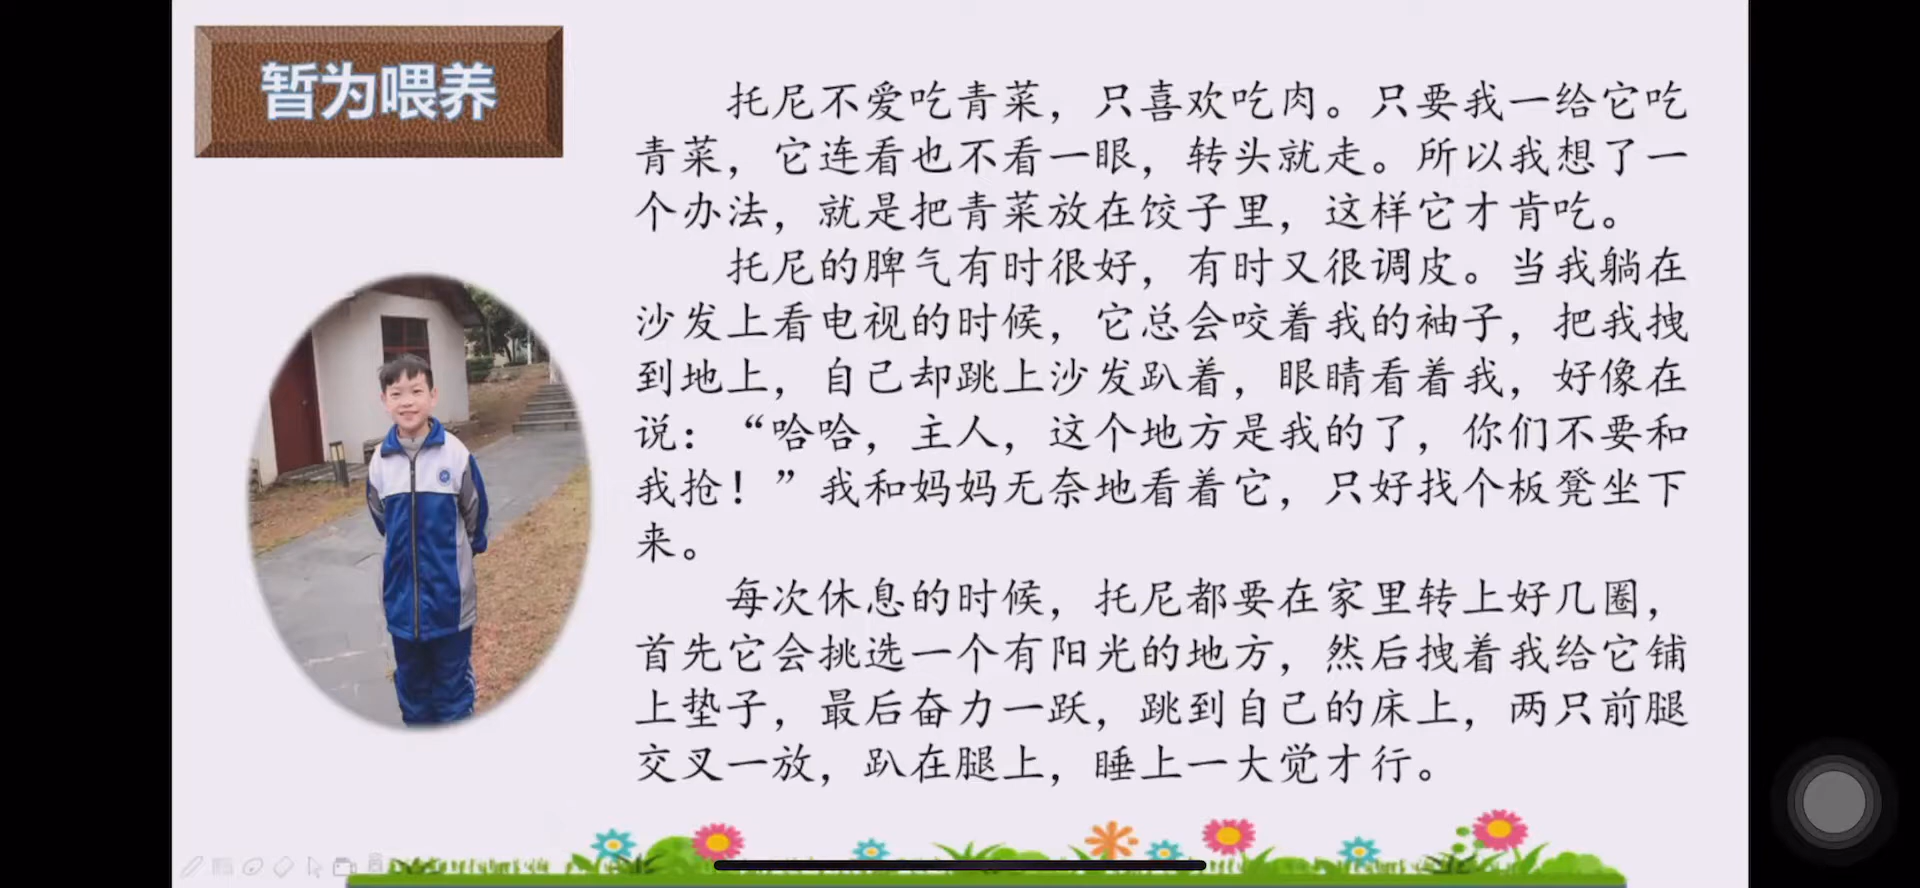 暂为喂养
托尼不爱吃青菜，只喜欢吃肉。只要我一给它吃
青菜，它连看也不看一眼，转头就走。所以我想了一
个办法，就是把青菜放在饺子里，这样它才肯吃。
托尼的脾气有时很好，有时又很调皮。当我躺在
沙发上看电视的时候，它总会咬着我的袖子，把我拽
到地上，自己却跳上沙发趴着，眼睛看着我，好像在
说：“哈哈，主人，这个地方是我的了，你们不要和
我抢！”我和妈妈无奈地看着它，只好找个板凳坐下
来。
每次休息的时候，托尼都要在家里转上好几圈，
首先它会挑选一个有阳光的地方，然后拽着我给它铺
上垫子，最后奋力一跃，跳到自己的床上，两只前腿
交叉一放，趴在腿上，睡上一大觉才行。